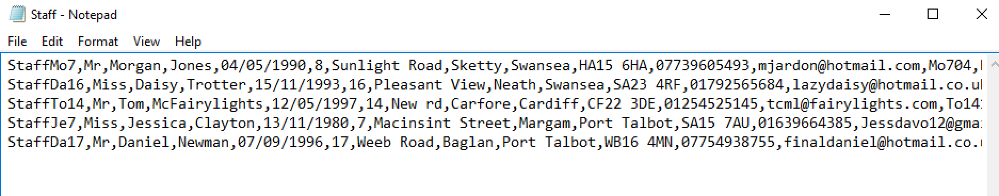 Staff - Notepad
File Edit Format View Help
StaffMo7,Mr,Morgan,Jones,04/05/1990,8,Sunlight Road,Sketty,Swansea,HA15 6HA,07739605493,mjardon@hotmail.com,Mo704,
StaffDa16,Miss,Daisy,Trotter,15/11/1993,16,Pleasant View,Neath,Swansea,SA23 4RF,01792565684,lazydaisy@hotmail.co.uk
StaffTo14,Mr,Tom,McFairylights,12/05/1997,14,New rd,Carfore,Cardiff,CF22 3DE,01254525145,tcml@fairylights.com,To14
StaffJe7,Miss,Jessica,Clayton,13/11/1980,7,Macinsint Street,Margam,Port Talbot,SA15 7AU,01639664385,Jessdavo12@gma
StaffDa17,Mr,Daniel,Newman,07/09/1996,17,Weeb Road,Baglan,Port Talbot,WB16 4MN,07754938755,finaldaniel@hotmail.co.